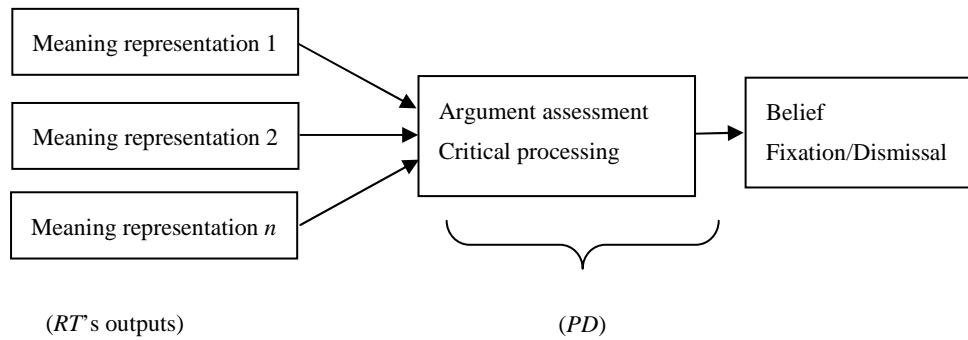 Meaning representation 1
Meaning representation 2
Meaning representation n
Argument assessment
Critical processing
Belief
Fixation/Dismissal
(RT’s outputs)
(PD)